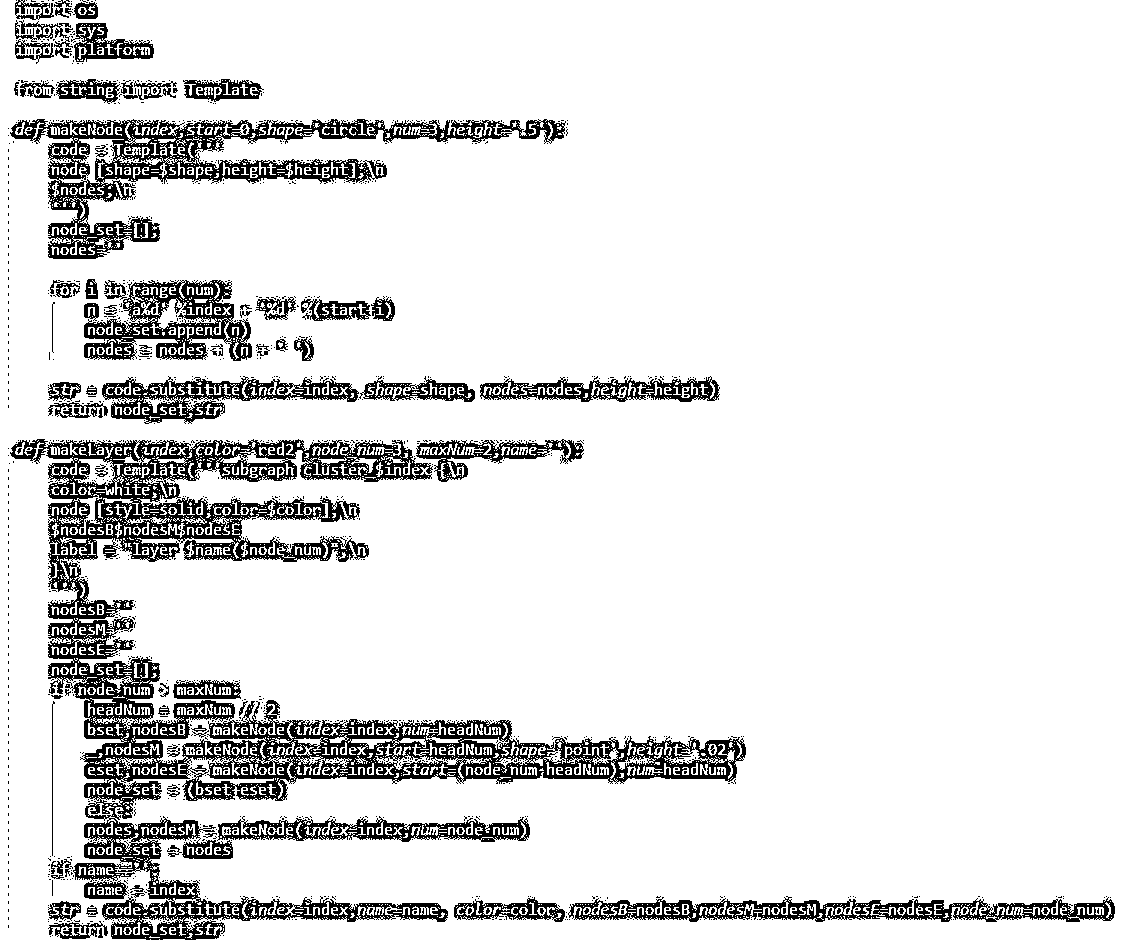 import os
import sys
import platform
from string import Template
def makeNode(index,start=0,shape='circle',num=3,height='.5'):
code = Template('''
node [shape=$shape,height=$height];\n
$nodes;\n
''')
node_set=[];
nodes=""
for i in range(num):
n = 'a%d' %index + '%d' %(start+i)
node_set.append(n)
nodes = nodes + (n + " ")
str = code.substitute(index=index, shape=shape, nodes=nodes,height=height)
return node_set,str
def makeLayer(index,color='red2',node_num=3, maxNum=2,name=''):
code = Template(''' subgraph cluster_$index {\n
color=white;\n
node [style=solid,color=$color];\n
$nodesB$nodesM$nodesE
label = "layer $name($node_num)";\n
}\n
''')
nodesB=""
nodesM=""
nodesE=""
node_set=[];
if node_num > maxNum:
headNum = maxNum // 2
bset,nodesB = makeNode(index=index,num=headNum)
_,nodesM = makeNode(index=index,start=headNum,shape='point',height='.02')
eset,nodesE = makeNode(index=index,start=(node_num-headNum),num=headNum)
node_set = (bset+eset)
else:
nodes,nodesM = makeNode(index=index,num=node_num)
node_set = nodes
if name=='':
name = index
str = code.substitute(index=index,name=name, color=color, nodesB=nodesB,nodesM=nodesM,nodesE=nodesE,node_num=node_num)
return node_set,str